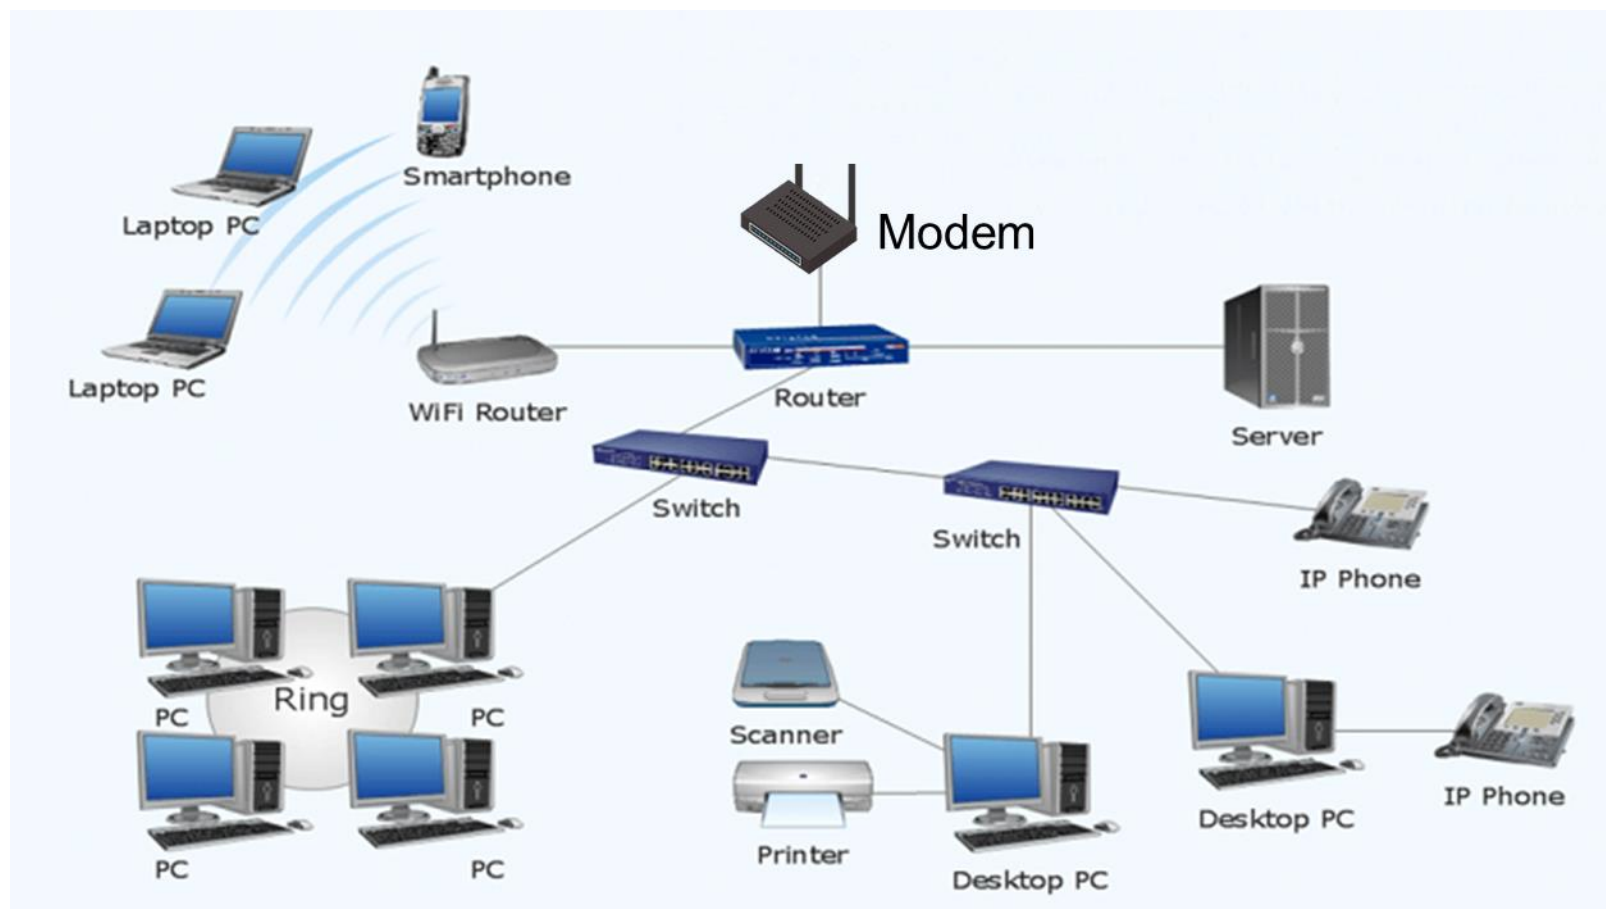 Smartphone
Laptop PC
Modem
Laptop PC
WiFi Router
Router
Server
Switch
Switch
IP Phone
Ring
PC
PC
Scanner
IP Phone
Desktop PC
Printer
PC
PC
Desktop PC